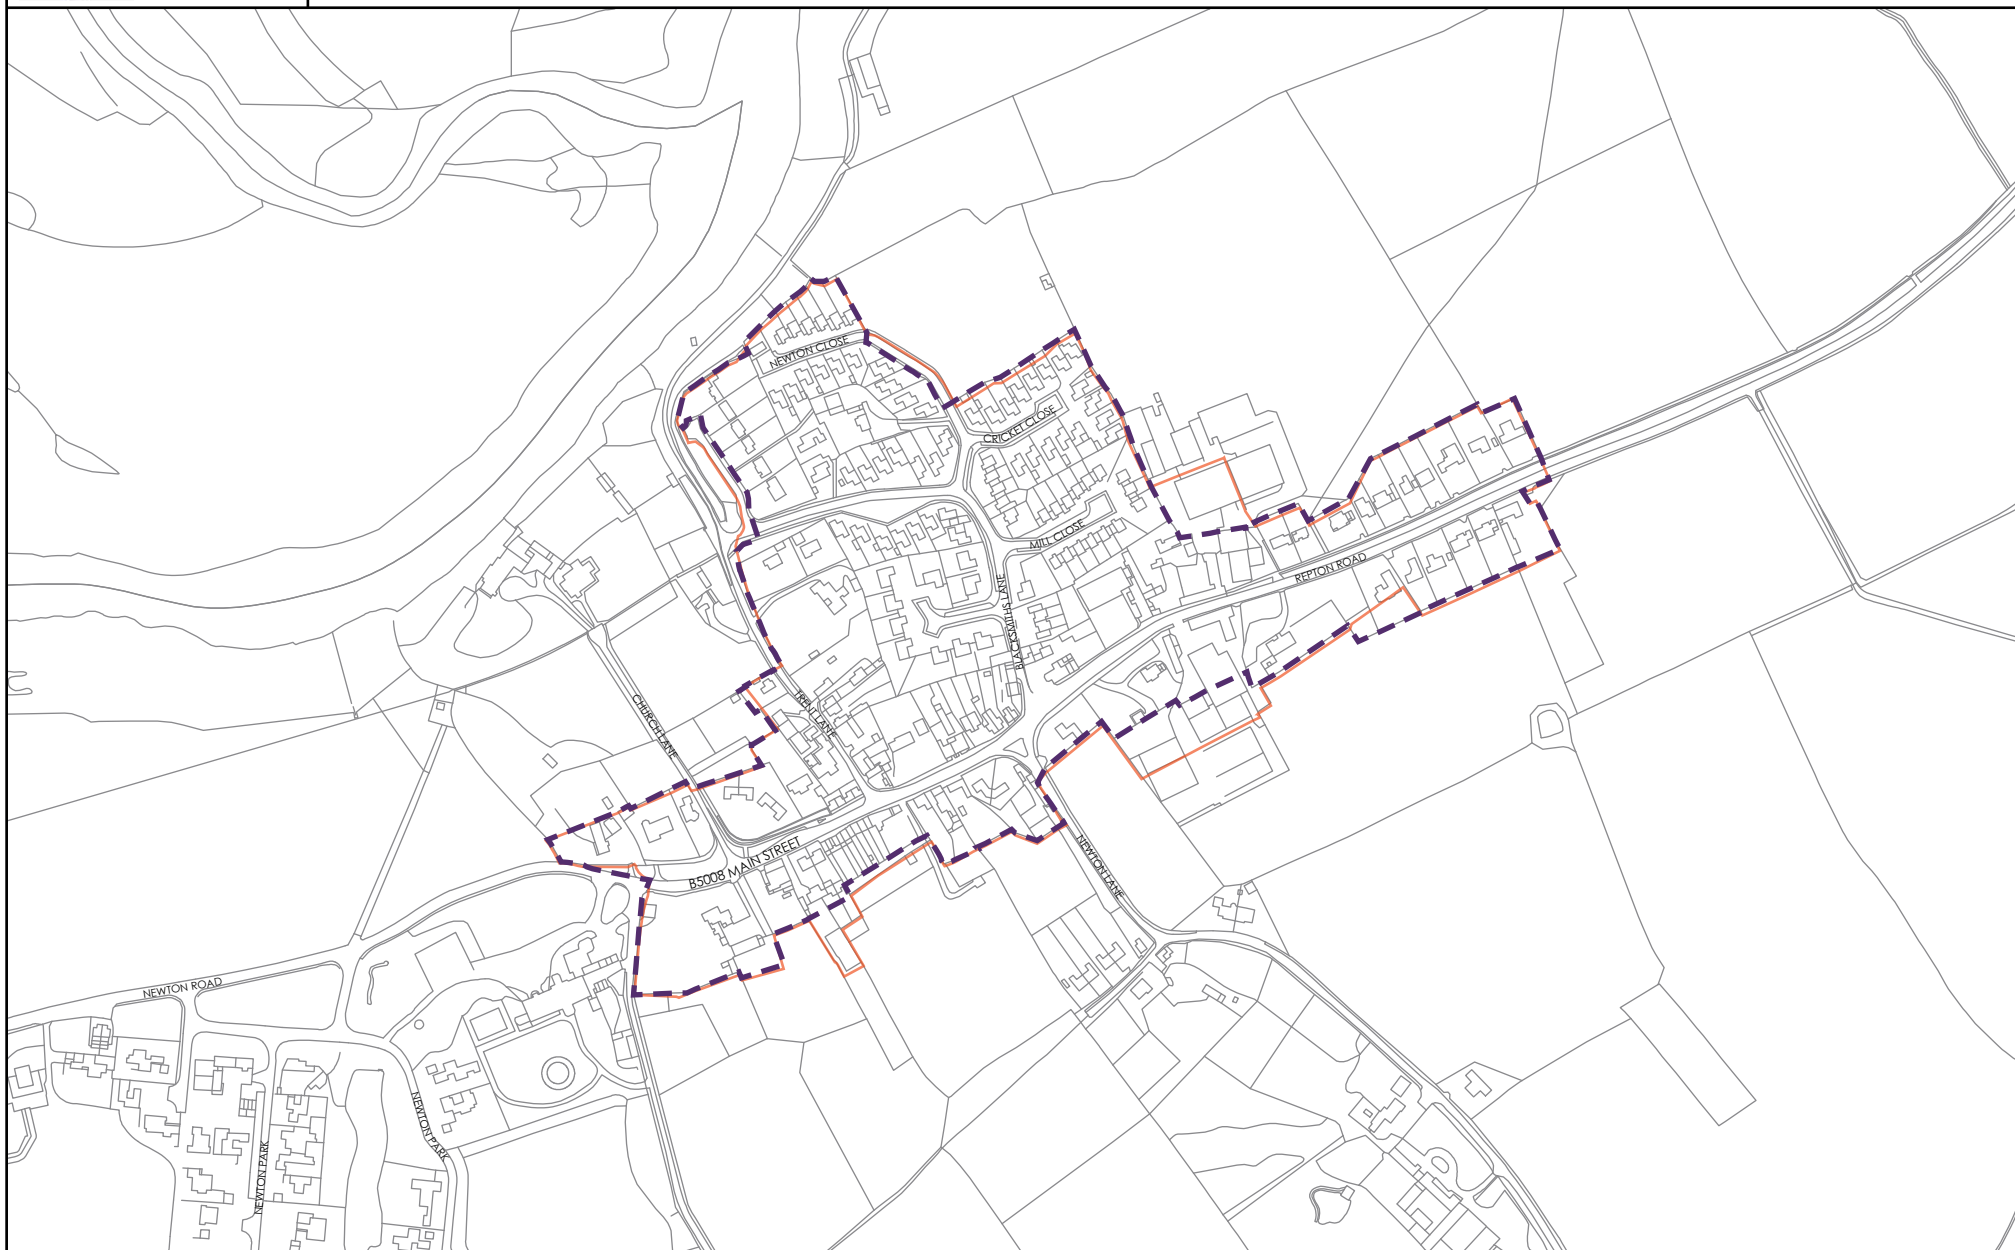 NEWTON CLOSE
CRICKET CLOSE
MILL CLOSE
REPTON ROAD
BLACKSMITHS LANE
CHURCH LANE
TRENT LANE
B5008 MAIN STREET
NEWTON LANE
NEWTON ROAD
NEWTON PARK
NEWTON PARK